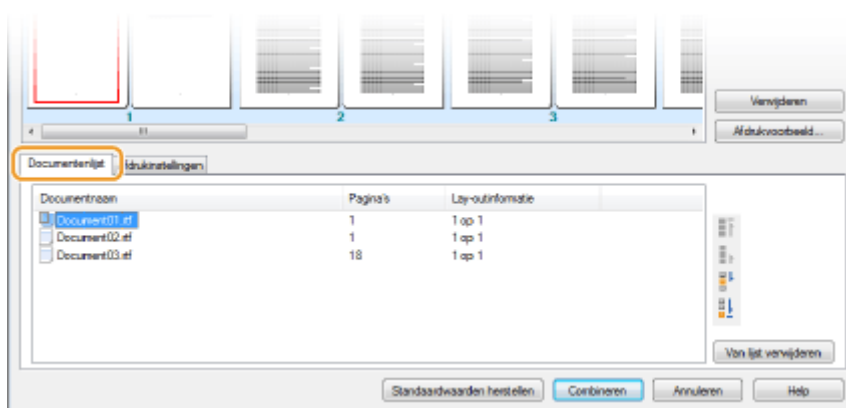 1 2 3
Verwijderen
Afdrukvoorbeeld...
Documentenlijst Afdrukinstellingen
Documentnaam Pagina's Lay-outinformatie
Document01.rtf 1 1 op 1
Document02.rtf 1 1 op 1
Document03.rtf 18 1 op 1
Van lijst verwijderen
Standaardwaarden herstellen Combineren Annuleren Help